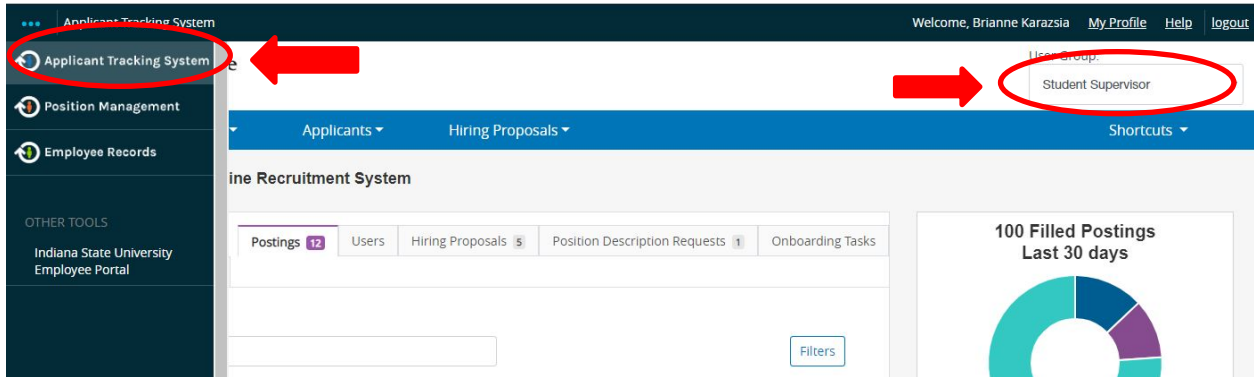 Applicant Tracking System
Welcome, Brianne Karazsia My Profile Help logout
Applicant Tracking System
e
User Group:
Student Supervisor
Position Management
Applicants Hiring Proposals Shortcuts
Employee Records
ine Recruitment System
OTHER TOOLS
Indiana State University
Employee Portal
Postings 12 Users Hiring Proposals 5 Position Description Requests 1 Onboarding Tasks
100 Filled Postings
Last 30 days
Filters